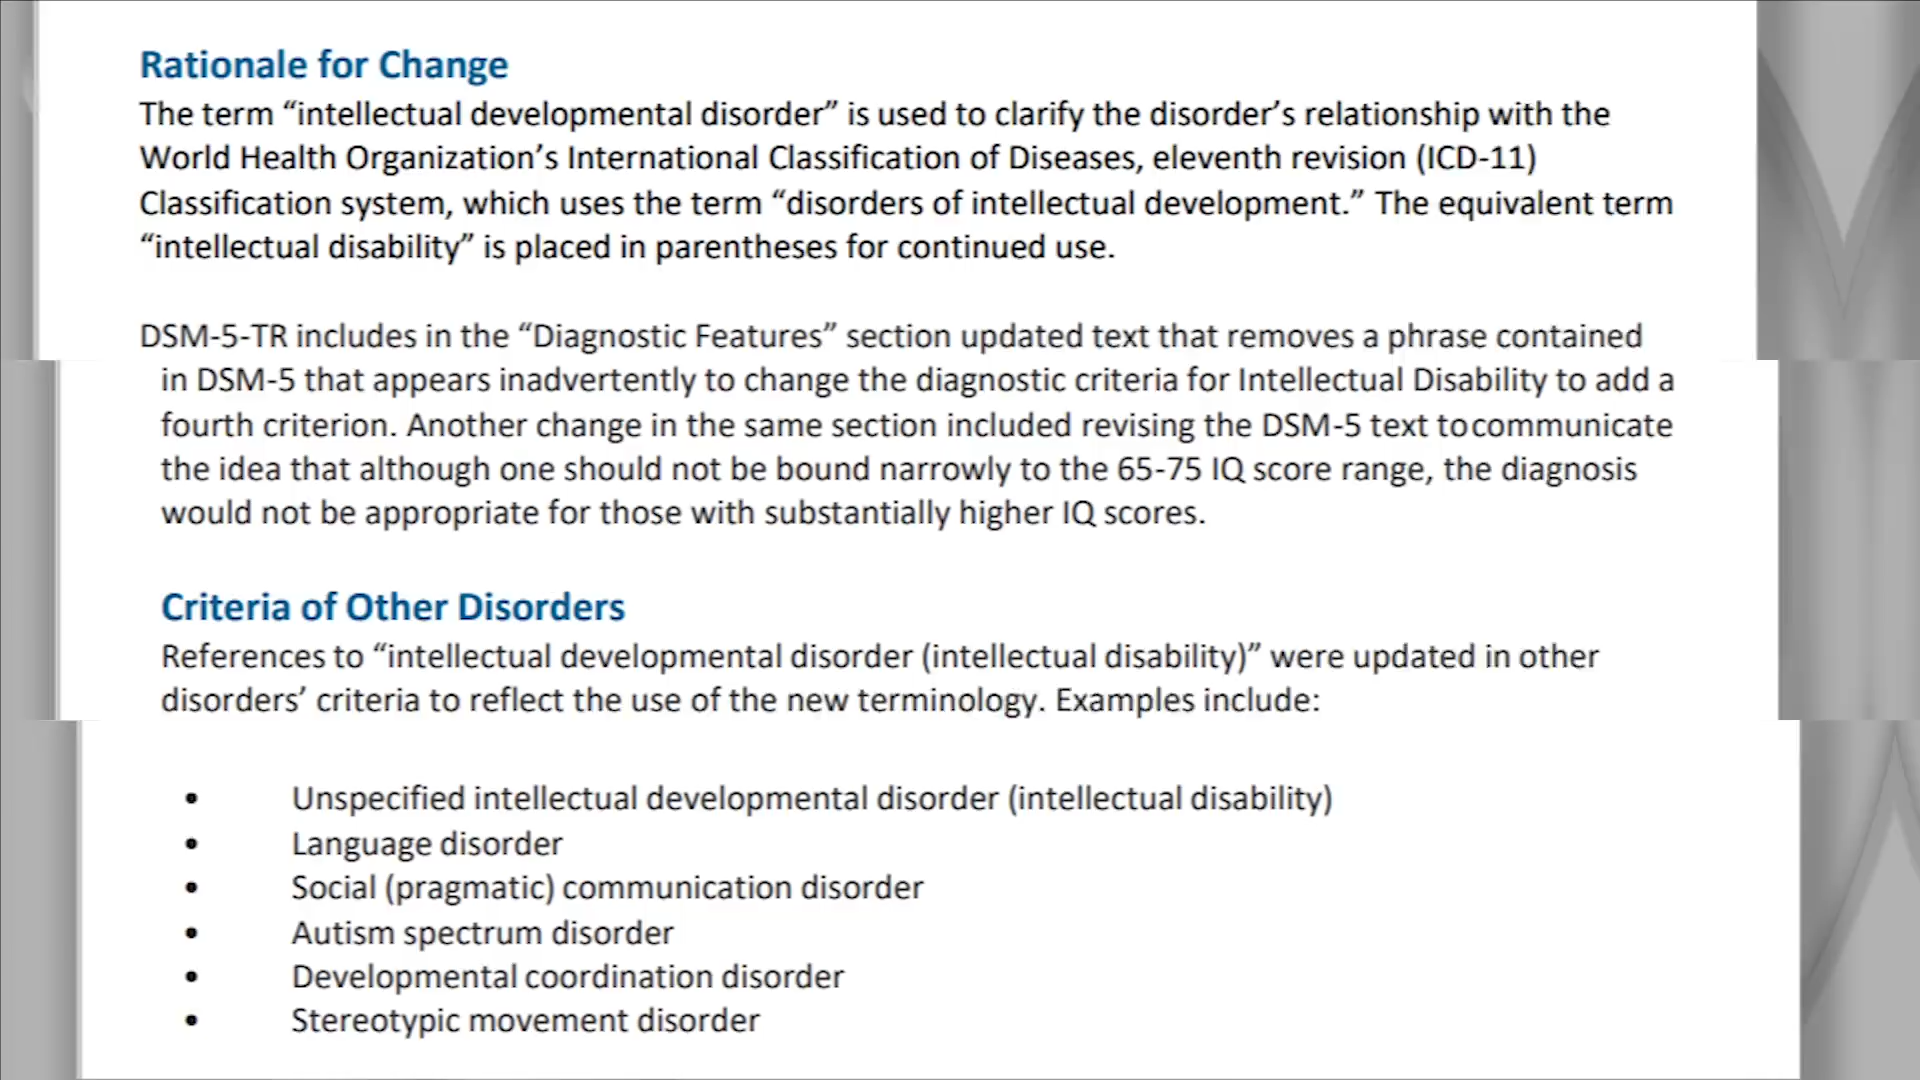 Rationale for Change
The term “intellectual developmental disorder” is used to clarify the disorder’s relationship with the
World Health Organization’s International Classification of Diseases, eleventh revision (ICD-11)
Classification system, which uses the term “disorders of intellectual development.” The equivalent term
“intellectual disability” is placed in parentheses for continued use.
DSM-5-TR includes in the “Diagnostic Features” section updated text that removes a phrase contained
in DSM-5 that appears inadvertently to change the diagnostic criteria for Intellectual Disability to add a
fourth criterion. Another change in the same section included revising the DSM-5 text to communicate
the idea that although one should not be bound narrowly to the 65-75 IQ score range, the diagnosis
would not be appropriate for those with substantially higher IQ scores.
Criteria of Other Disorders
References to “intellectual developmental disorder (intellectual disability)” were updated in other
disorders’ criteria to reflect the use of the new terminology. Examples include:
• Unspecified intellectual developmental disorder (intellectual disability)
• Language disorder
• Social (pragmatic) communication disorder
• Autism spectrum disorder
• Developmental coordination disorder
• Stereotypic movement disorder